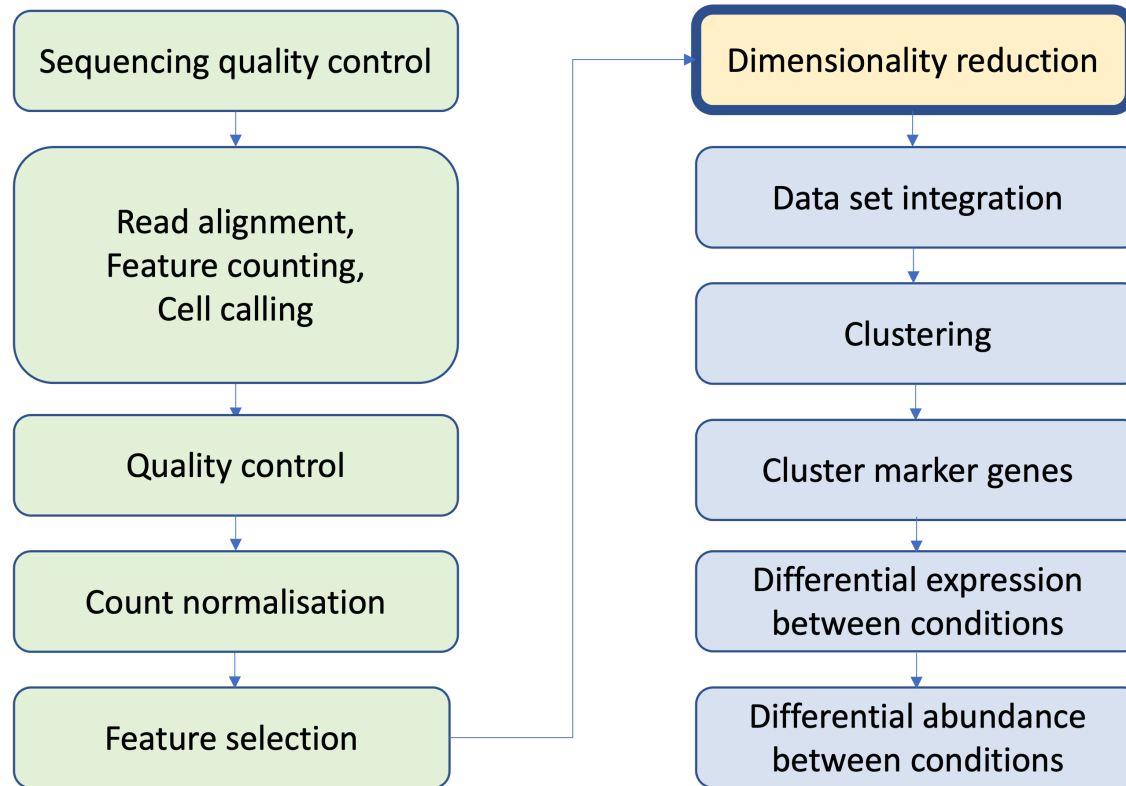 Sequencing quality control
Read alignment,
Feature counting,
Cell calling
Quality control
Count normalisation
Feature selection
Dimensionality reduction
Data set integration
Clustering
Cluster marker genes
Differential expression
between conditions
Differential abundance
between conditions